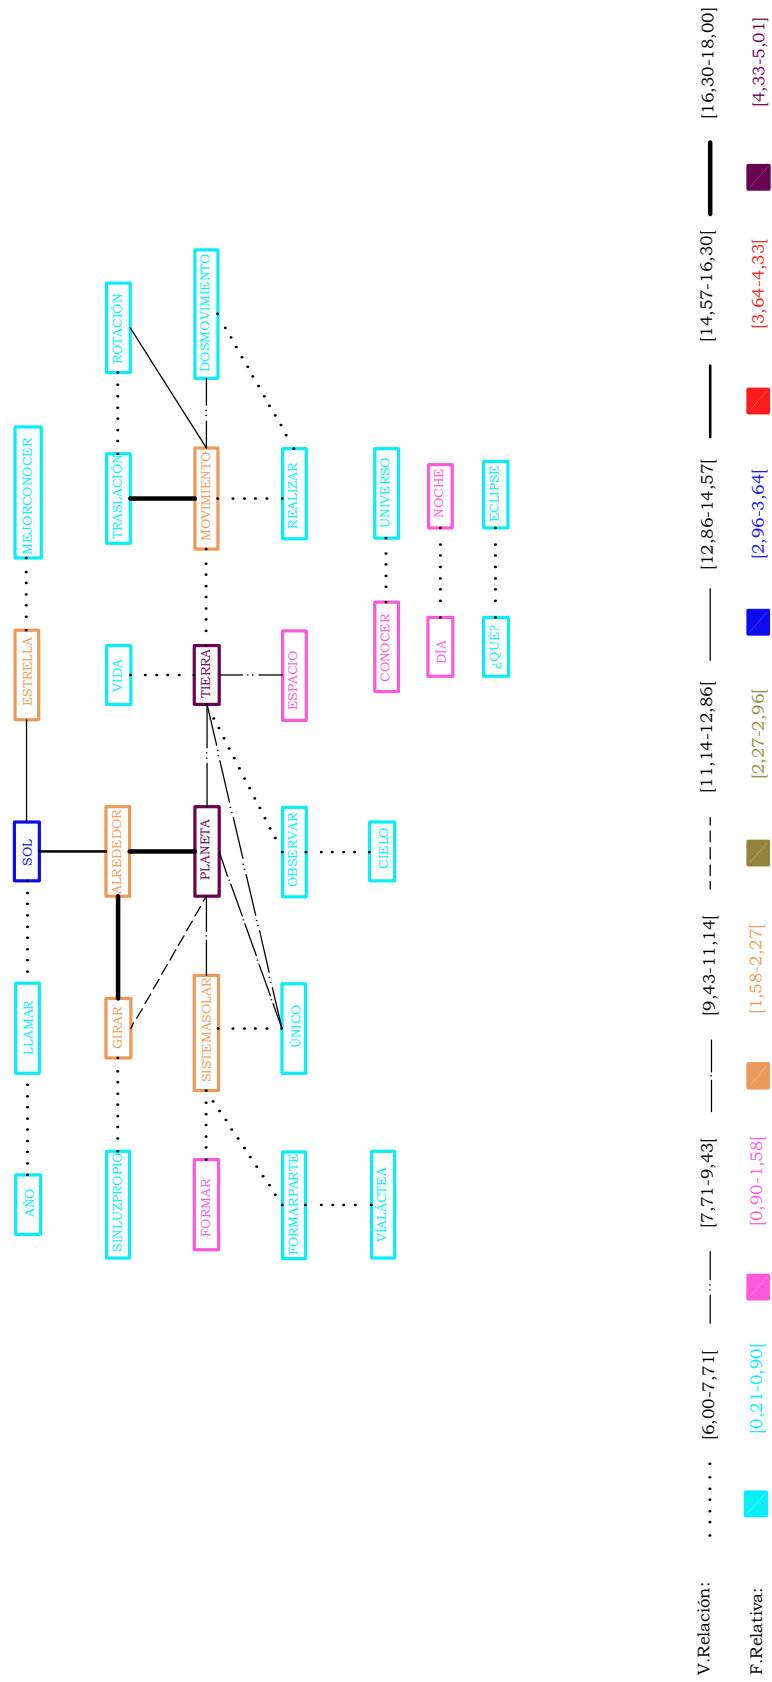 AÑO
LLAMAR
SOL
ESTRELLA
MEJORCONOCER
SINLUZPROPIO
GIRAR
ALREDEDOR
VIDA
TRASLACIÓN
ROTACIÓN
FORMAR
SISTEMASOLAR
PLANETA
TIERRA
MOVIMIENTO
DOSMOVIMIENTO
FORMARPARTE
ÚNICO
OBSERVAR
ESPACIO
REALIZAR
VÍALÁCTEA
CIELO
CONOCER
UNIVERSO
DÍA
NOCHE
¿QUÉ?
ECLIPSE
V.Relación: [6,00-7,71[ [7,71-9,43[ [9,43-11,14[ [11,14-12,86[ [12,86-14,57[ [14,57-16,30[ [16,30-18,00]
F.Relativa: [0,21-0,90[ [0,90-1,58[ [1,58-2,27[ [2,27-2,96[ [2,96-3,64[ [3,64-4,33[ [4,33-5,01]